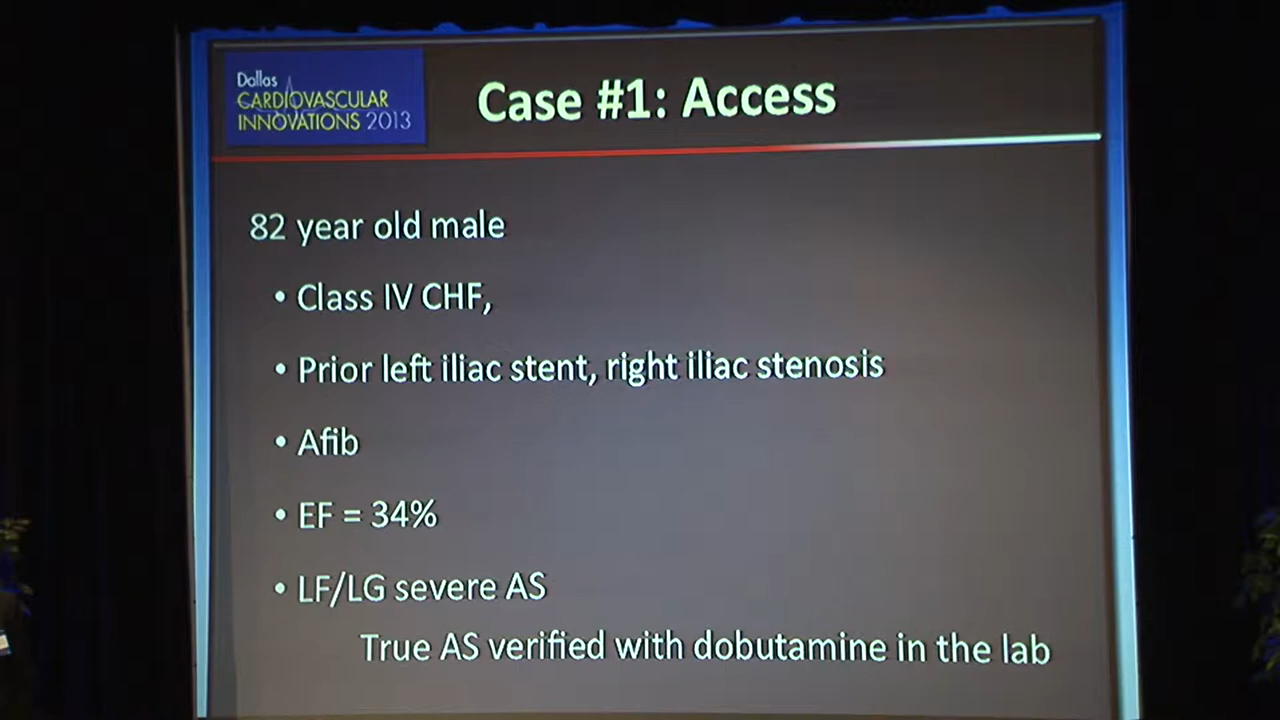 Dallas
CARDIOVASCULAR
INNOVATIONS 2013
Case #1: Access
82 year old male
• Class IV CHF,
• Prior left iliac stent, right iliac stenosis
• Afib
• EF = 34%
• LF/LG severe AS
True AS verified with dobutamine in the lab